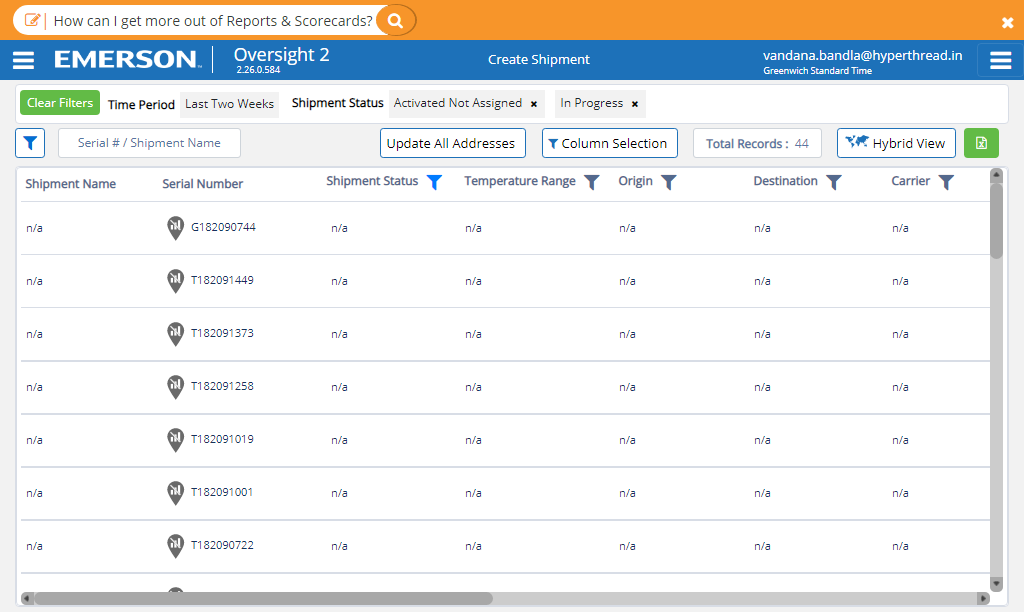 How can I get more out of Reports & Scorecards?
EMERSON Oversight 2 Create Shipment vandana.bandla@hyperthread.in
2.26.0.584 Greenwich Standard Time
Clear Filters Time Period Last Two Weeks Shipment Status Activated Not Assigned × In Progress ×
Serial # / Shipment Name Update All Addresses Column Selection Total Records : 44 Hybrid View
Shipment Name Serial Number Shipment Status Temperature Range Origin Destination Carrier
n/a G182090744 n/a n/a n/a n/a n/a
n/a T182091449 n/a n/a n/a n/a n/a
n/a T182091373 n/a n/a n/a n/a n/a
n/a T182091258 n/a n/a n/a n/a n/a
n/a T182091019 n/a n/a n/a n/a n/a
n/a T182091001 n/a n/a n/a n/a n/a
n/a T182090722 n/a n/a n/a n/a n/a